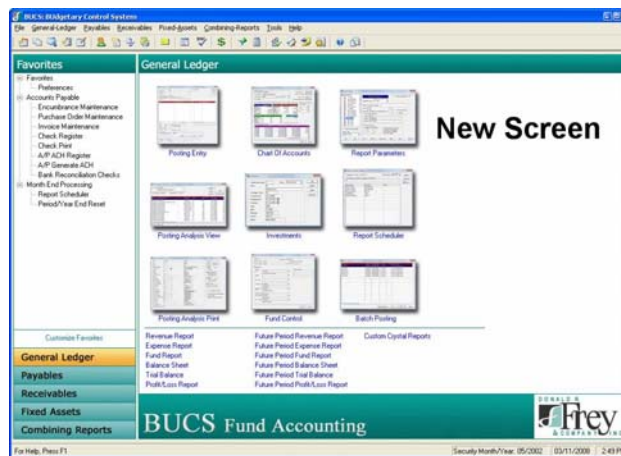 BUCS: BUdgetary Control System
File General-Ledger Payables Receivables Fixed-Assets Combining-Reports Tools Help
Favorites
Favorites
Preferences
Accounts Payable
Encumbrance Maintenance
Purchase Order Maintenance
Invoice Maintenance
Check Register
Check Print
A/P ACH Register
A/P Generate ACH
Bank Reconciliation Checks
Month End Processing
Report Scheduler
Period/Year End Reset
Customize Favorites
General Ledger
Payables
Receivables
Fixed Assets
Combining Reports
General Ledger
New Screen
Posting Entry Chart Of Accounts Report Parameters
Posting Analysis View Investments Report Scheduler
Posting Analysis Print Fund Control Batch Posting
Revenue Report Future Period Revenue Report Custom Crystal Reports
Expense Report Future Period Expense Report
Fund Report Future Period Fund Report
Balance Sheet Future Period Balance Sheet
Trial Balance Future Period Trial Balance
Profit/Loss Report Future Period Profit/Loss Report
BUCS Fund Accounting
DONALD R
Frey
& COMPANY, INC
For Help, Press F1 Security Month/Year: 05/2002 03/11/2008 2:49 P